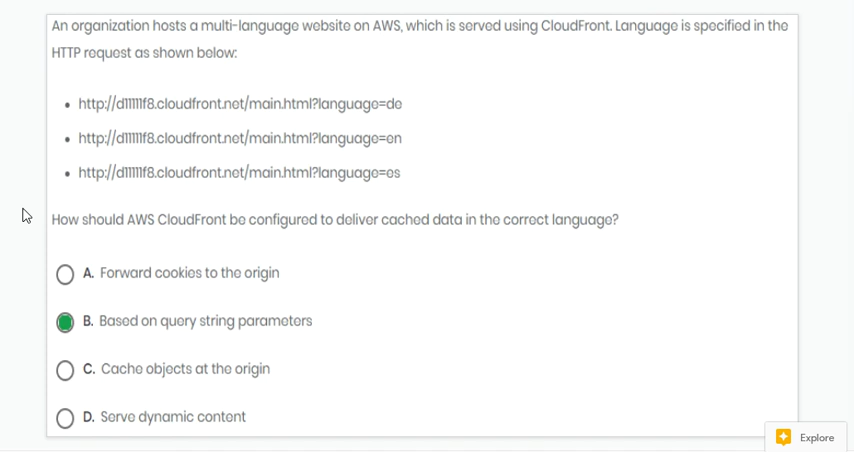 An organization hosts a multi-language website on AWS, which is served using CloudFront. Language is specified in the
HTTP request as shown below:
• http://d11111f8.cloudfront.net/main.html?language=de
• http://d11111f8.cloudfront.net/main.html?language=en
• http://d11111f8.cloudfront.net/main.html?language=es
How should AWS CloudFront be configured to deliver cached data in the correct language?
A. Forward cookies to the origin
B. Based on query string parameters
C. Cache objects at the origin
D. Serve dynamic content
Explore